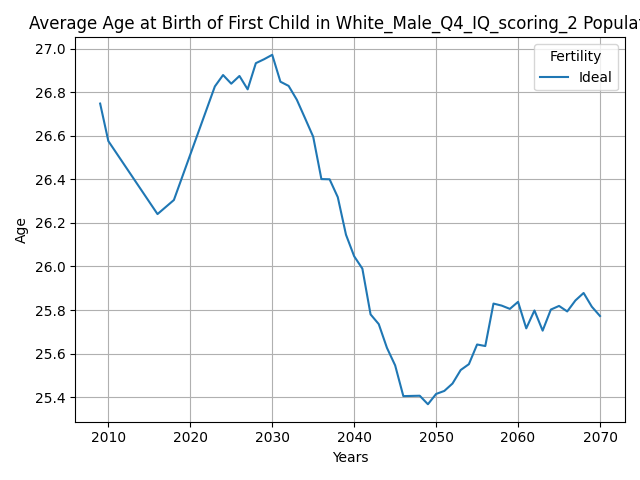 Average Age at Birth of First Child in White_Male_Q4_IQ_scoring_2 Populat
27.0
26.8
26.6
26.4
26.2
26.0
25.8
25.6
25.4
Age
Fertility
Ideal
2010 2020 2030 2040 2050 2060 2070
Years